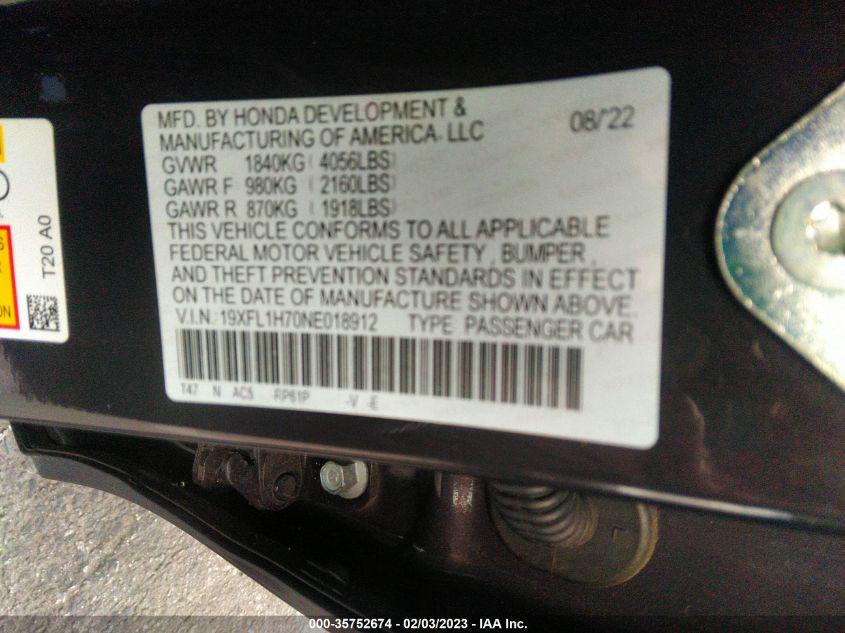 MFD. BY HONDA DEVELOPMENT & 
MANUFACTURING OF AMERICA, LLC 08/'22
GVWR 1840KG ( 4056LBS)
GAWR F 980KG ( 2160LBS)
GAWR R 870KG ( 1918LBS)
THIS VEHICLE CONFORMS TO ALL APPLICABLE
FEDERAL MOTOR VEHICLE SAFETY , BUMPER ,
AND THEFT PREVENTION STANDARDS IN EFFECT
ON THE DATE OF MANUFACTURE SHOWN ABOVE.
V.I.N.: 19XFL1H70NE018912 TYPE PASSENGER CAR
T47 N AC5 -RP61P -V -E
T20 A0
ON
000-35752674 - 02/03/2023 - IAA Inc.